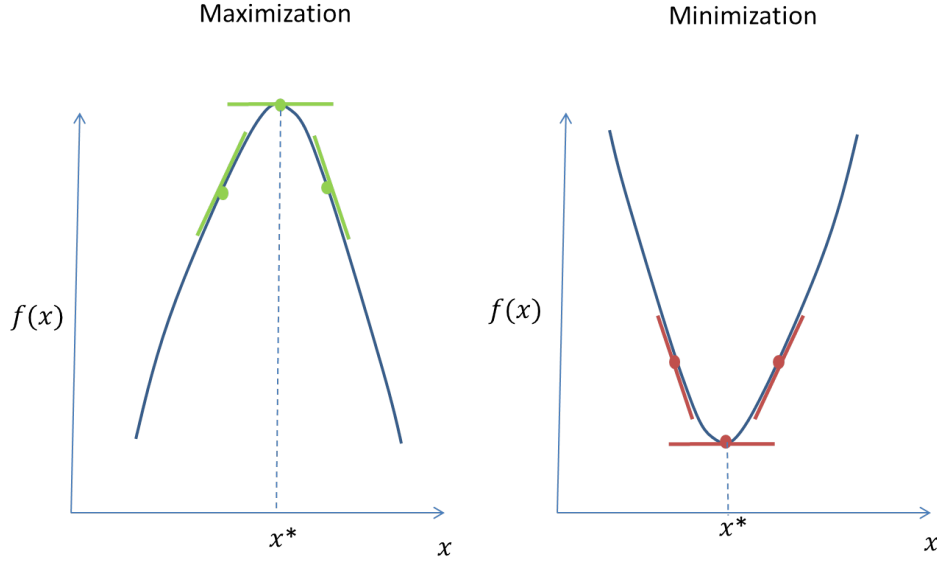 Maximization
f(x)
x*
x
Minimization
f(x)
x*
x